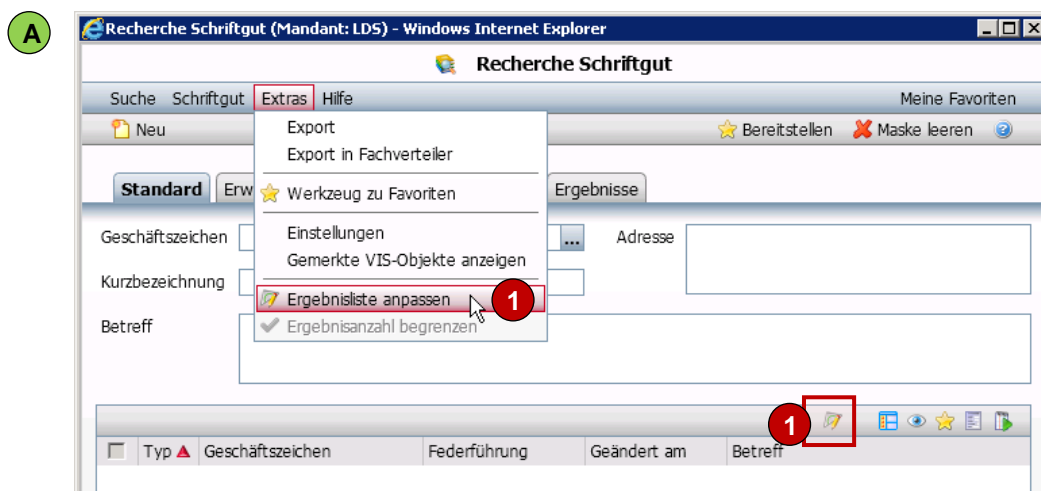 A
Recherche Schriftgut (Mandant: LDS) - Windows Internet Explorer
Recherche Schriftgut
Suche Schriftgut Extras Hilfe Meine Favoriten
Neu Bereitstellen Maske leeren ?
Export
Export in Fachverteiler
Standard Erw Werkzeug zu Favoriten Ergebnisse
Geschäftszeichen Einstellungen ... Adresse
Gemerkte VIS-Objekte anzeigen
Kurzbezeichnung
Ergebnisliste anpassen 1
Betreff Ergebnisanzahl begrenzen
1
Typ Geschäftszeichen Federführung Geändert am Betreff